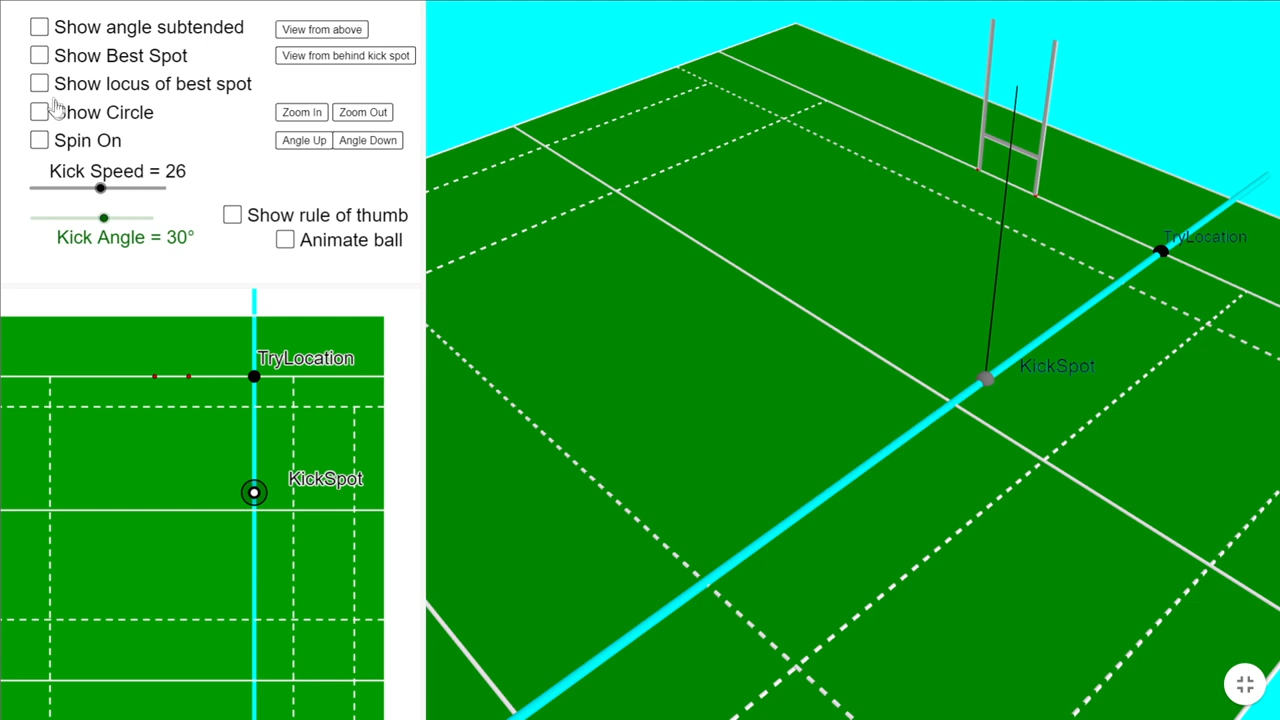 Show angle subtended
View from above
Show Best Spot
View from behind kick spot
Show locus of best spot
Show Circle
Zoom In
Zoom Out
Spin On
Angle Up
Angle Down
Kick Speed = 26
Show rule of thumb
Kick Angle = 30°
Animate ball
TryLocation
KickSpot
TryLocation
KickSpot